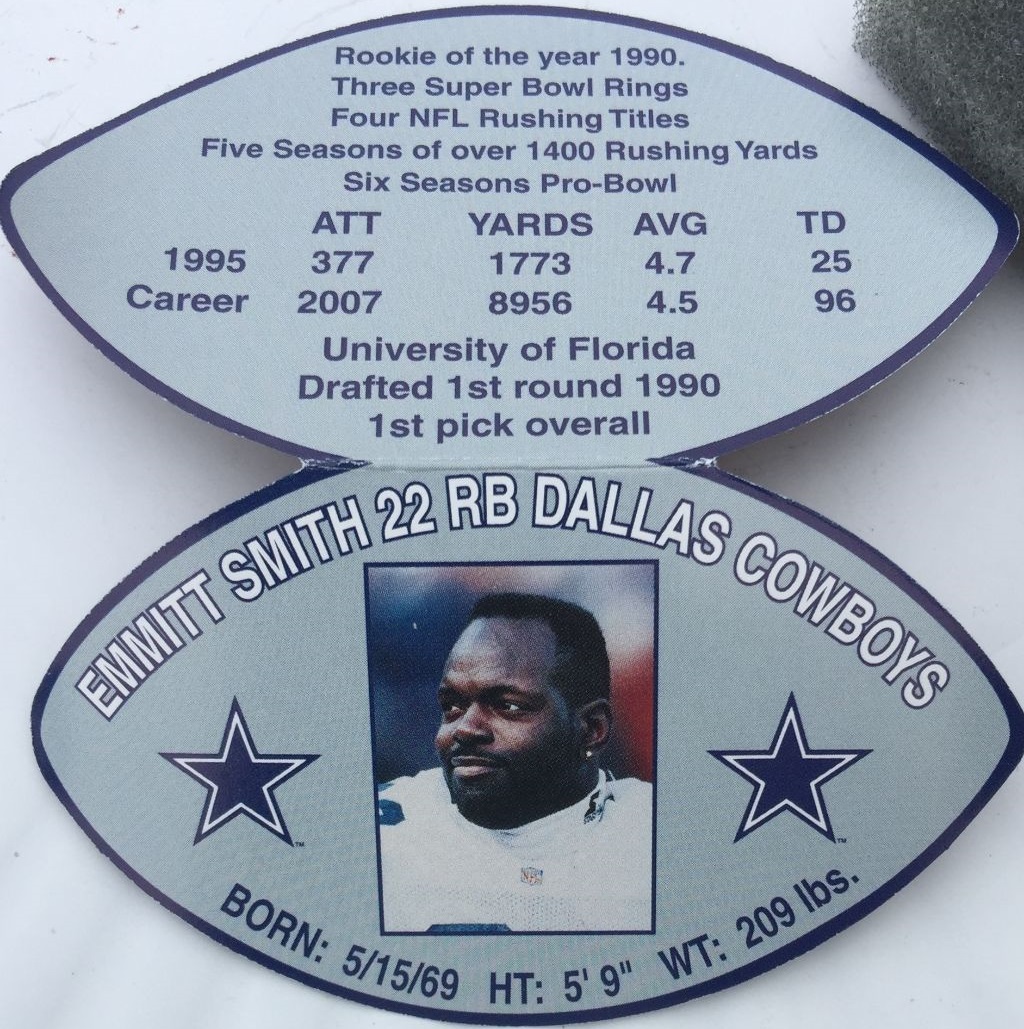 Rookie of the year 1990.
Three Super Bowl Rings
Four NFL Rushing Titles
Five Seasons of over 1400 Rushing Yards
Six Seasons Pro-Bowl
ATT YARDS AVG TD
1995 377 1773 4.7 25
Career 2007 8956 4.5 96
University of Florida
Drafted 1st round 1990
1st pick overall
EMMITT SMITH 22 RB DALLAS COWBOYS
NFL
TM TM
BORN: 5/15/69 HT: 5' 9" WT: 209 lbs.